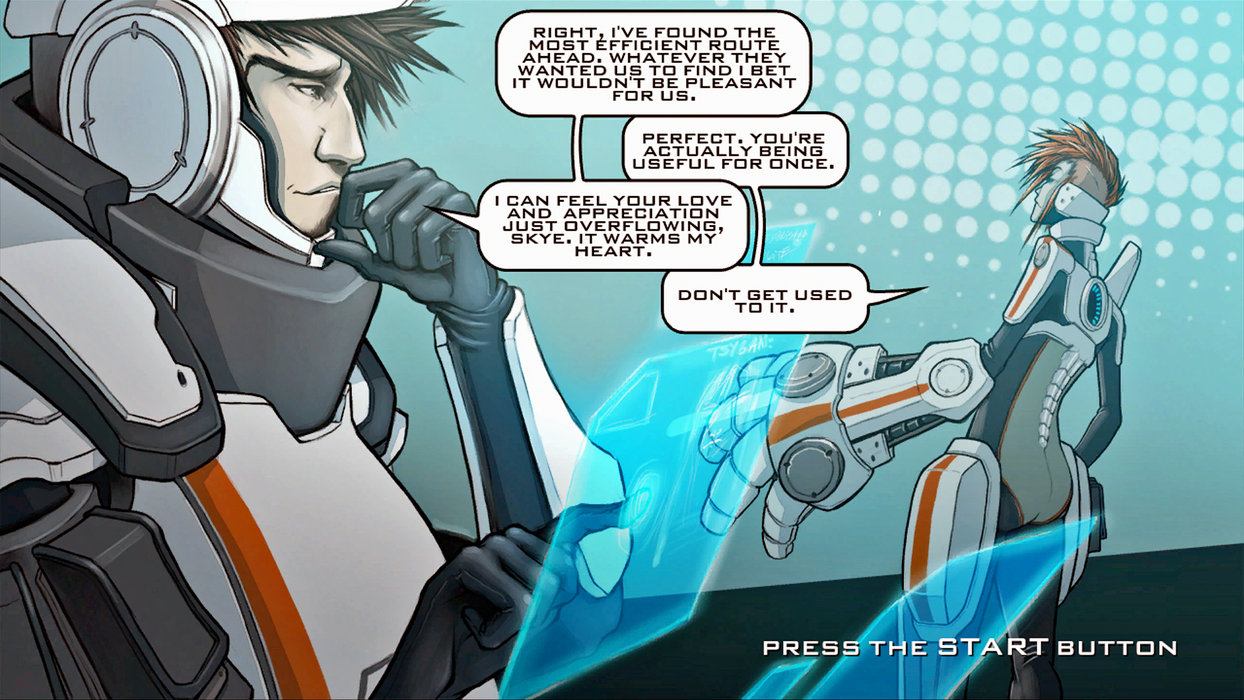 RIGHT, I'VE FOUND THE
MOST EFFICIENT ROUTE
AHEAD. WHATEVER THEY
WANTED US TO FIND I BET
IT WOULDN'T BE PLEASANT
FOR US.
PERFECT. YOU'RE
ACTUALLY BEING
USEFUL FOR ONCE.
I CAN FEEL YOUR LOVE
AND APPRECIATION
JUST OVERFLOWING,
SKYE. IT WARMS MY
HEART.
DON'T GET USED
TO IT.
TSYGAN:
PRESS THE START BUTTON